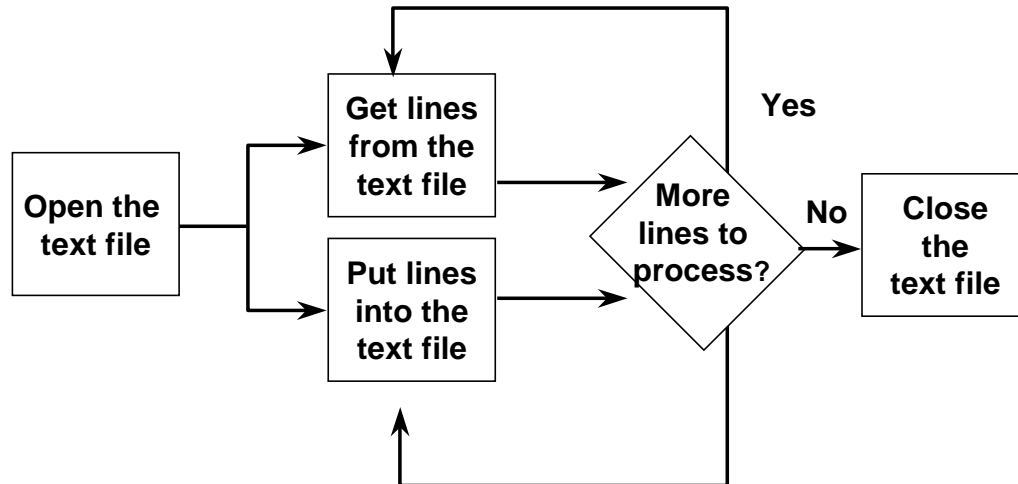 Open the
text file
Get lines
from the
text file
Put lines
into the
text file
More
lines to
process?
Yes
No
Close
the
text file